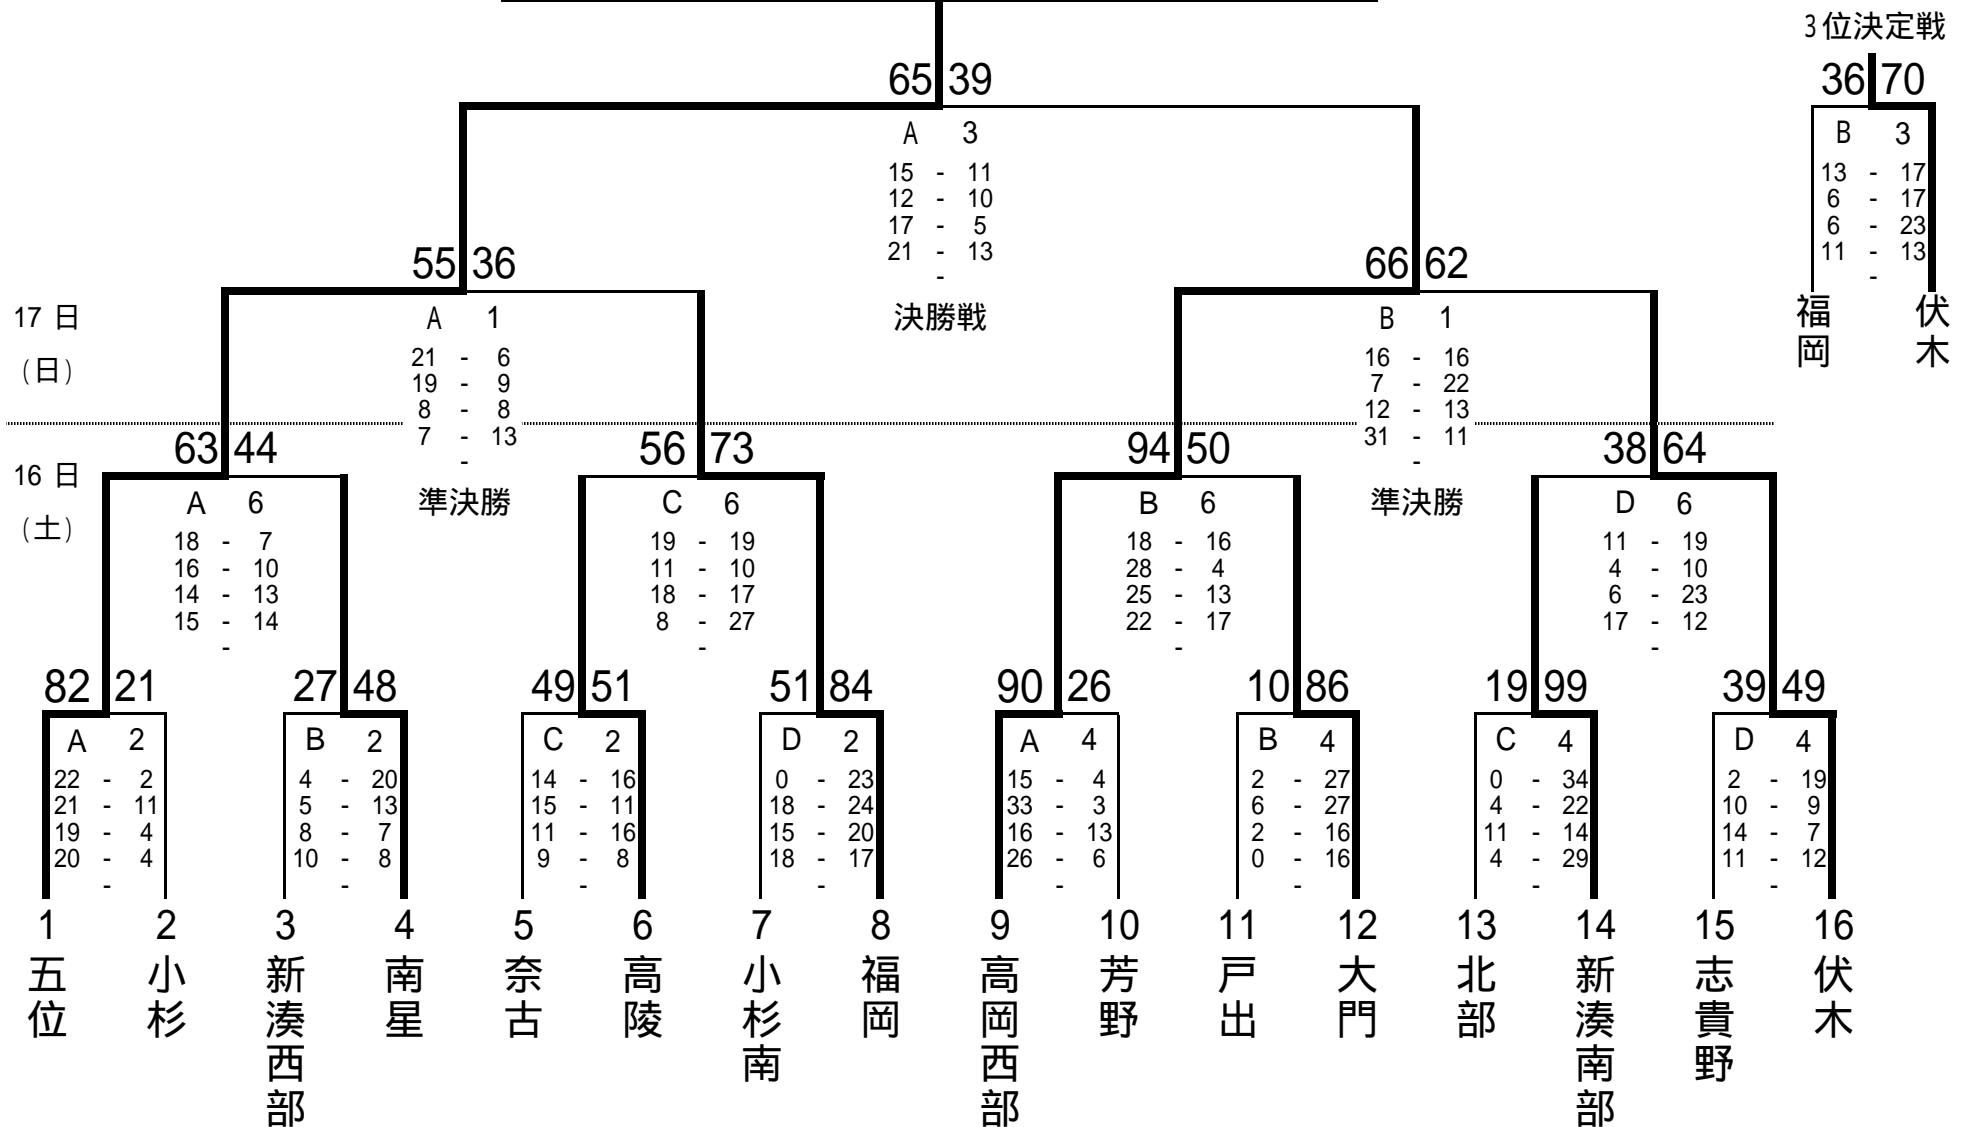 3位決定戦
65 39
36 70
A 3
15 - 11
12 - 10
17 - 5
21 - 13
-
決勝戦
B 3
13 - 17
6 - 17
6 - 23
11 - 13
-
福岡
伏木
55 36
66 62
17 日
(日)
A 1
21 - 6
19 - 9
8 - 8
7 - 13
-
準決勝
B 1
16 - 16
7 - 22
12 - 13
31 - 11
-
準決勝
16 日
(土)
63 44
56 73
94 50
38 64
A 6
18 - 7
16 - 10
14 - 13
15 - 14
-
C 6
19 - 19
11 - 10
18 - 17
8 - 27
-
B 6
18 - 16
28 - 4
25 - 13
22 - 17
-
D 6
11 - 19
4 - 10
6 - 23
17 - 12
-
82 21
27 48
49 51
51 84
90 26
10 86
19 99
39 49
A 2
22 - 2
21 - 11
19 - 4
20 - 4
-
B 2
4 - 20
5 - 13
8 - 7
10 - 8
-
C 2
14 - 16
15 - 11
11 - 16
9 - 8
-
D 2
0 - 23
18 - 24
15 - 20
18 - 17
-
A 4
15 - 4
33 - 3
16 - 13
26 - 6
-
B 4
2 - 27
6 - 27
2 - 16
0 - 16
-
C 4
0 - 34
4 - 22
11 - 14
4 - 29
-
D 4
2 - 19
10 - 9
14 - 7
11 - 12
-
1 2 3 4 5 6 7 8 9 10 11 12 13 14 15 16
五位
小杉
新湊西部
南星
奈古
高陵
小杉南
福岡
高岡西部
芳野
戸出
大門
北部
新湊南部
志貴野
伏木